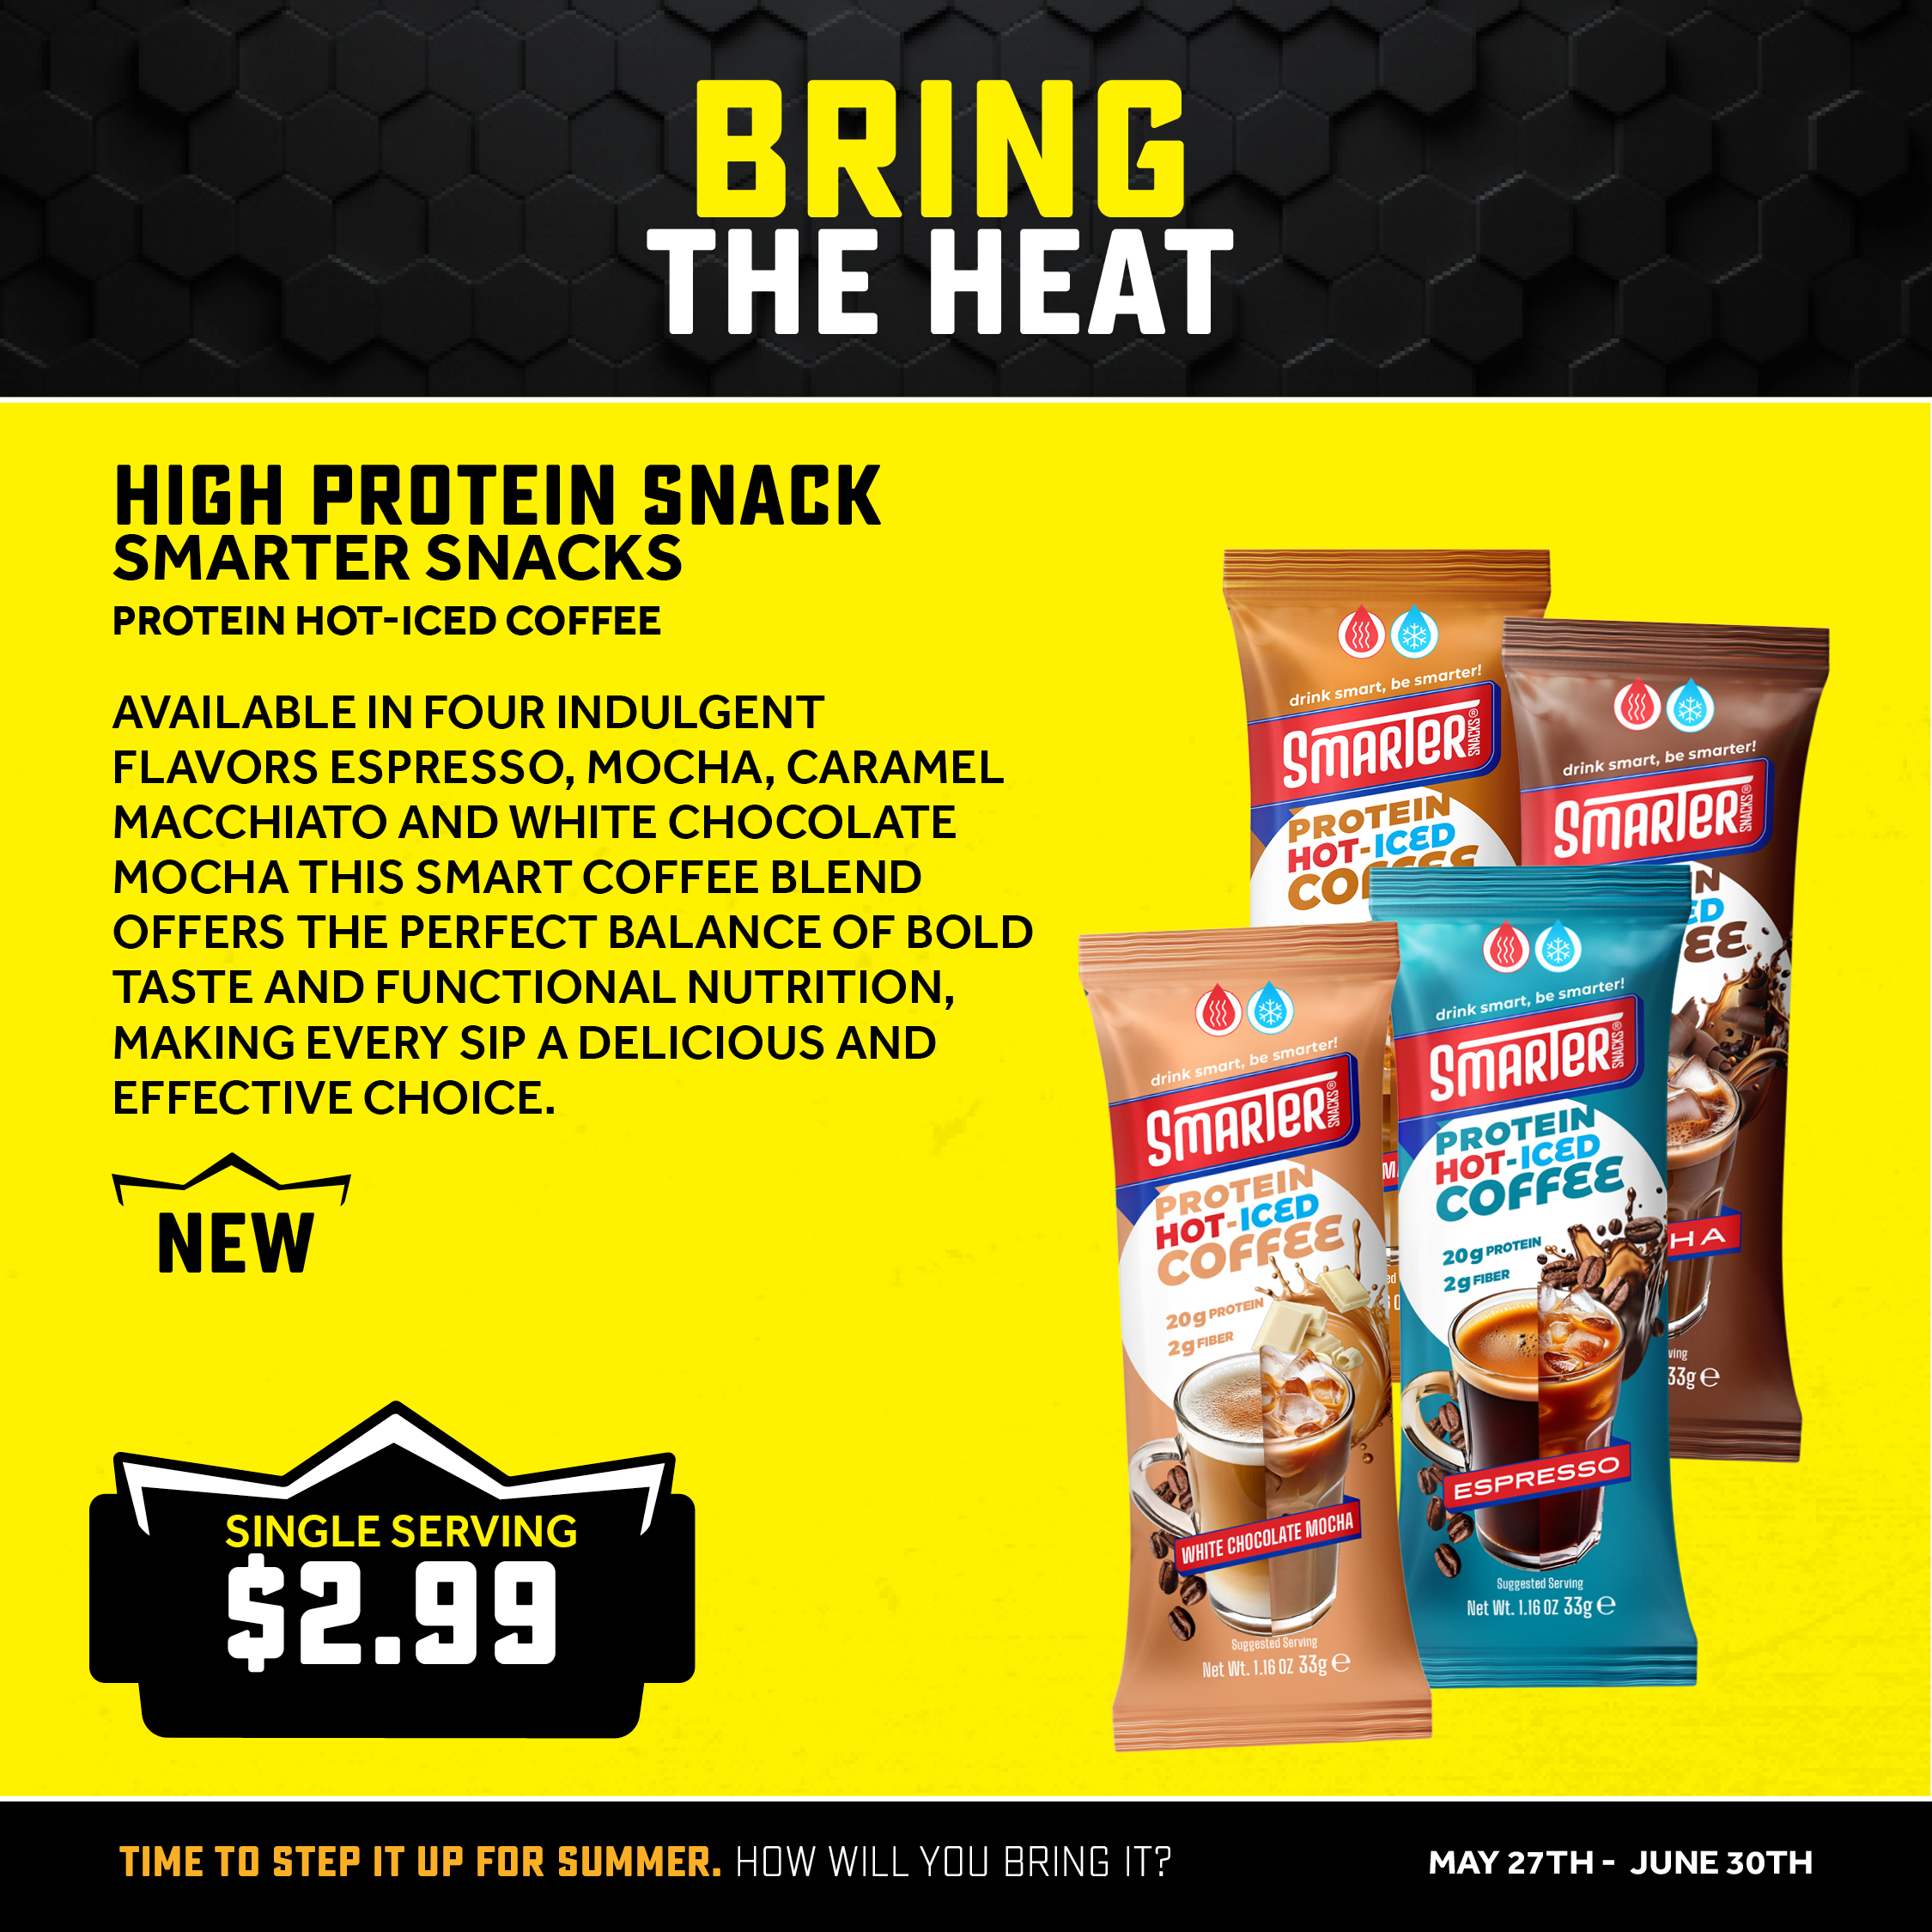 BRING
THE HEAT
HIGH PROTEIN SNACK
SMARTER SNACKS
PROTEIN HOT-ICED COFFEE
AVAILABLE IN FOUR INDULGENT
FLAVORS ESPRESSO, MOCHA, CARAMEL
MACCHIATO AND WHITE CHOCOLATE
MOCHA THIS SMART COFFEE BLEND
OFFERS THE PERFECT BALANCE OF BOLD
TASTE AND FUNCTIONAL NUTRITION,
MAKING EVERY SIP A DELICIOUS AND
EFFECTIVE CHOICE.
NEW
SINGLE SERVING
$2.99
drink smart, be smarter!
SMARTER SNACKS®
PROTEIN
HOT-ICED
drink smart, be smarter!
SMARTER SNACKS®
33g e
drink smart, be smarter!
SMARTER SNACKS®
PROTEIN
HOT-ICED
COFFEE
20g PROTEIN
2g FIBER
WHITE CHOCOLATE MOCHA
Suggested Serving
Net Wt. 1.16 OZ 33g e
drink smart, be smarter!
SMARTER SNACKS®
PROTEIN
HOT-ICED
COFFEE
20g PROTEIN
2g FIBER
ESPRESSO
Suggested Serving
Net Wt. 1.16 OZ 33g e
TIME TO STEP IT UP FOR SUMMER. HOW WILL YOU BRING IT?
MAY 27TH - JUNE 30TH